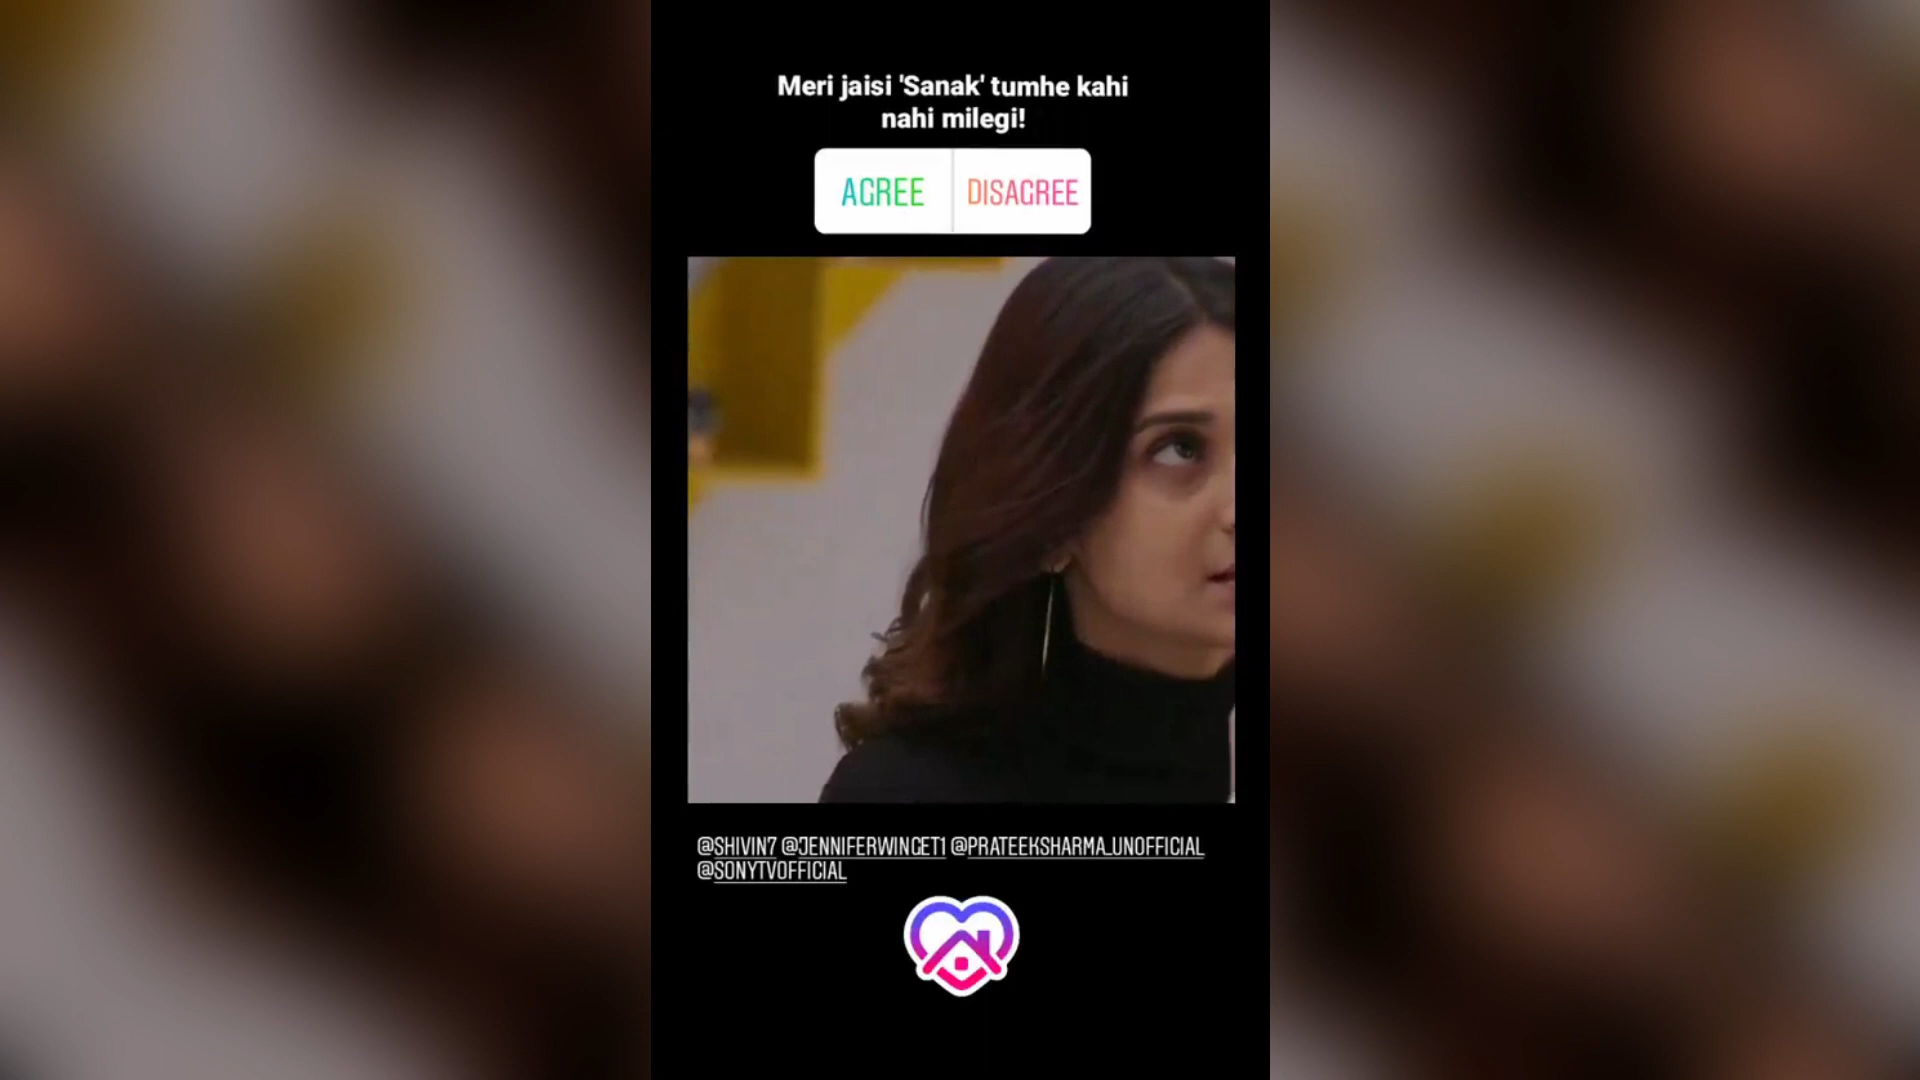 Meri jaisi 'Sanak' tumhe kahi
nahi milegi!
AGREE DISAGREE
@SHIVIN7 @JENNIFERWINGET1 @PRATEEKSHARMA_UNOFFICIAL
@SONYTVOFFICIAL